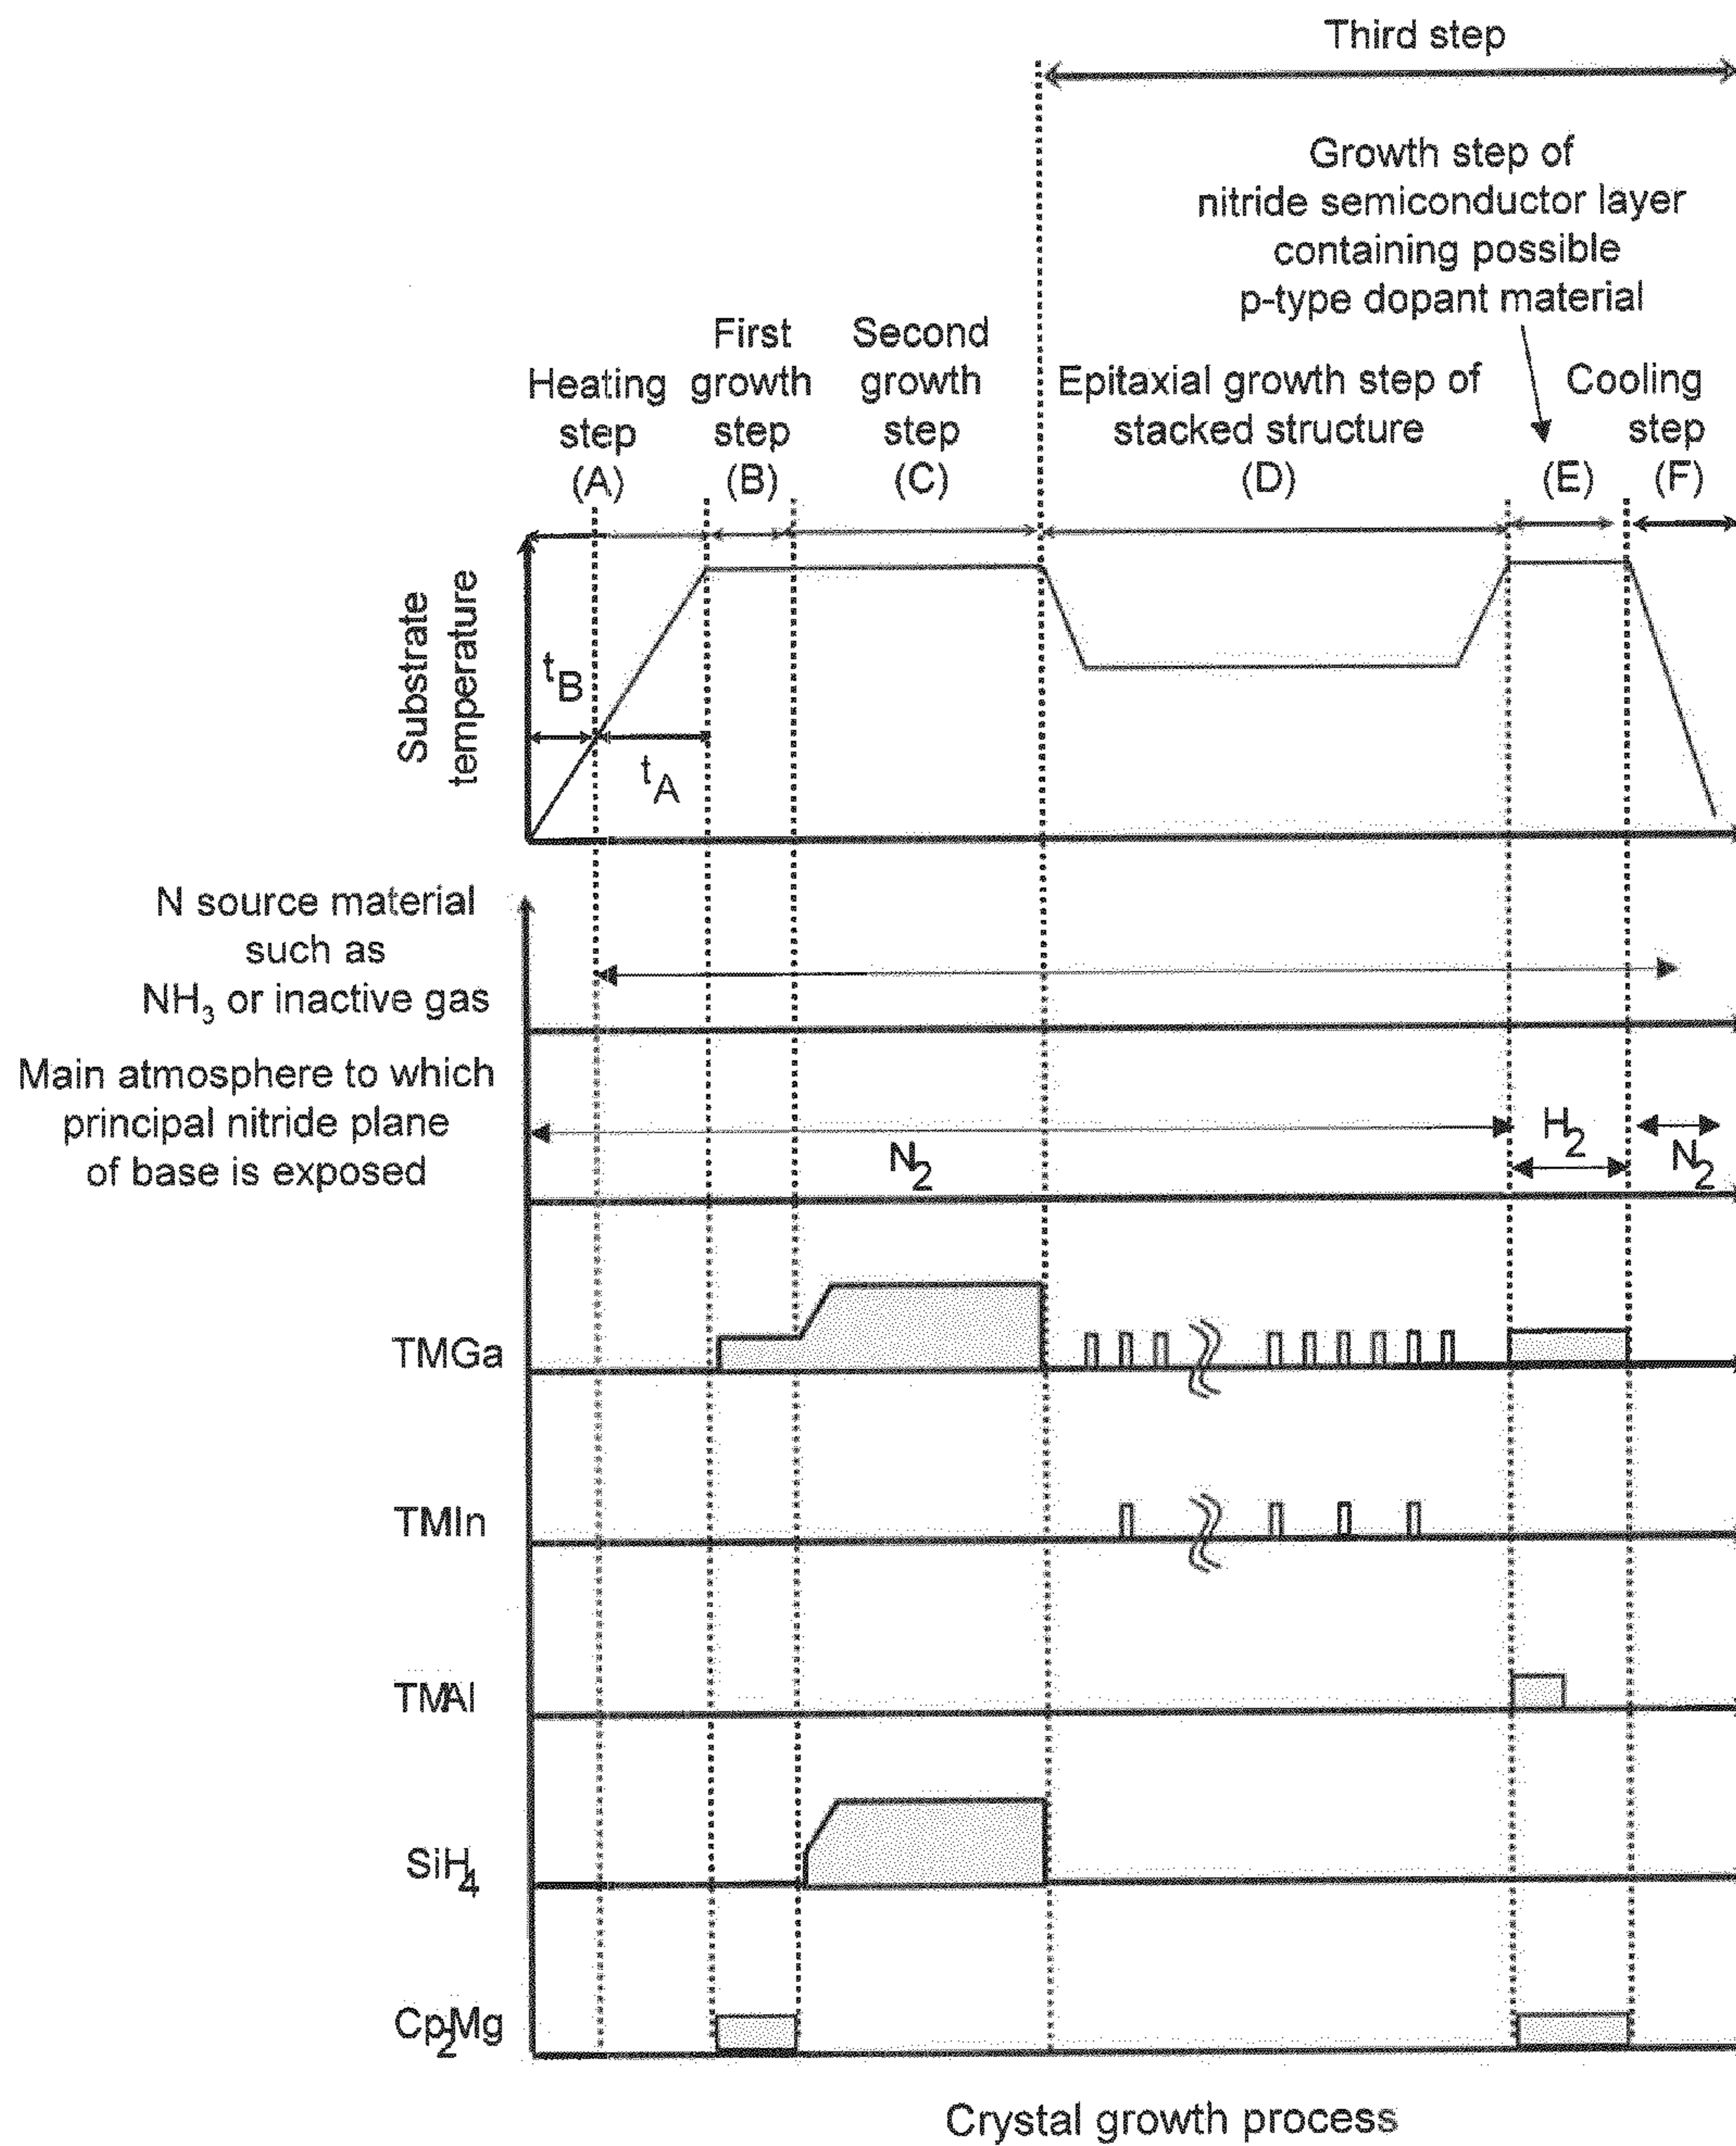 Third step
Growth step of
nitride semiconductor layer
containing possible
p-type dopant material
Heating
step
(A)
First
growth
step
(B)
Second
growth
step
(C)
Epitaxial growth step of
stacked structure
(D)
(E)
Cooling
step
(F)
Substrate
temperature
tB
tA
N source material
such as
NH3 or inactive gas
Main atmosphere to which
principal nitride plane
of base is exposed
N2
H2
N2
TMGa
TMIn
TMAl
SiH4
Cp2Mg
Crystal growth process